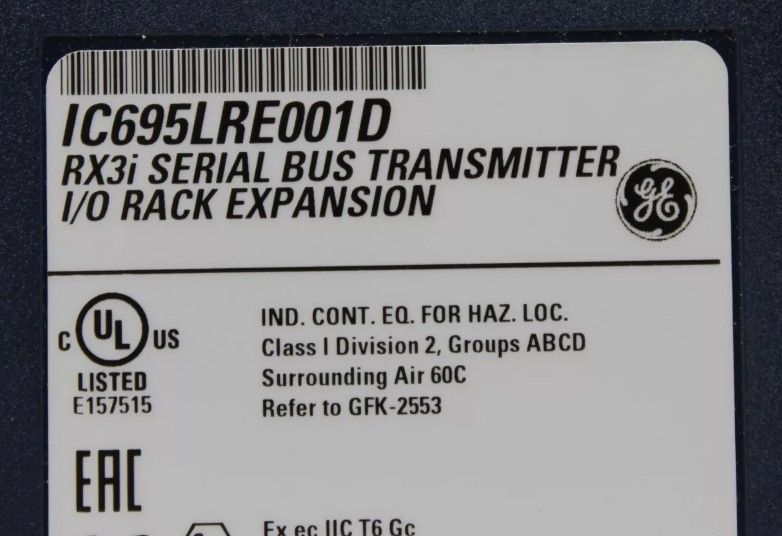 IC695LRE001D
RX3i SERIAL BUS TRANSMITTER
I/O RACK EXPANSION
GE
C UL US
LISTED
E157515
IND. CONT. EQ. FOR HAZ. LOC.
Class I Division 2, Groups ABCD
Surrounding Air 60C
Refer to GFK-2553
EAC
Ex ec IIC T6 Gc